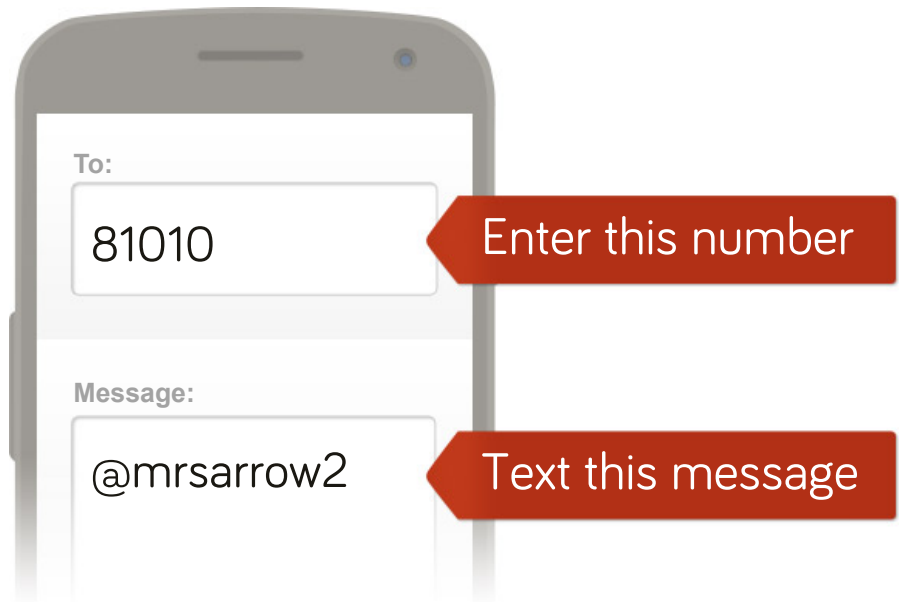 To:
81010
Enter this number
Message:
@mrsarrow2
Text this message